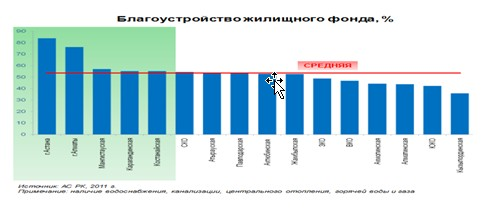 Благоустройство жилищного фонда, %
90
80
70
60
50
40
30
20
10
0
СРЕДНЯЯ
г.Астана
г.Алматы
Мангистауская
Карагандинская
Костанайская
СКО
Атырауская
Павлодарская
Актюбинская
Жамбылская
ЗКО
ВКО
Акмолинская
Алматинская
ЮКО
Кызылординская
Источник: АС РК, 2011 г.
Примечание: наличие водоснабжения, канализации, центрального отопления, горячей воды и газа